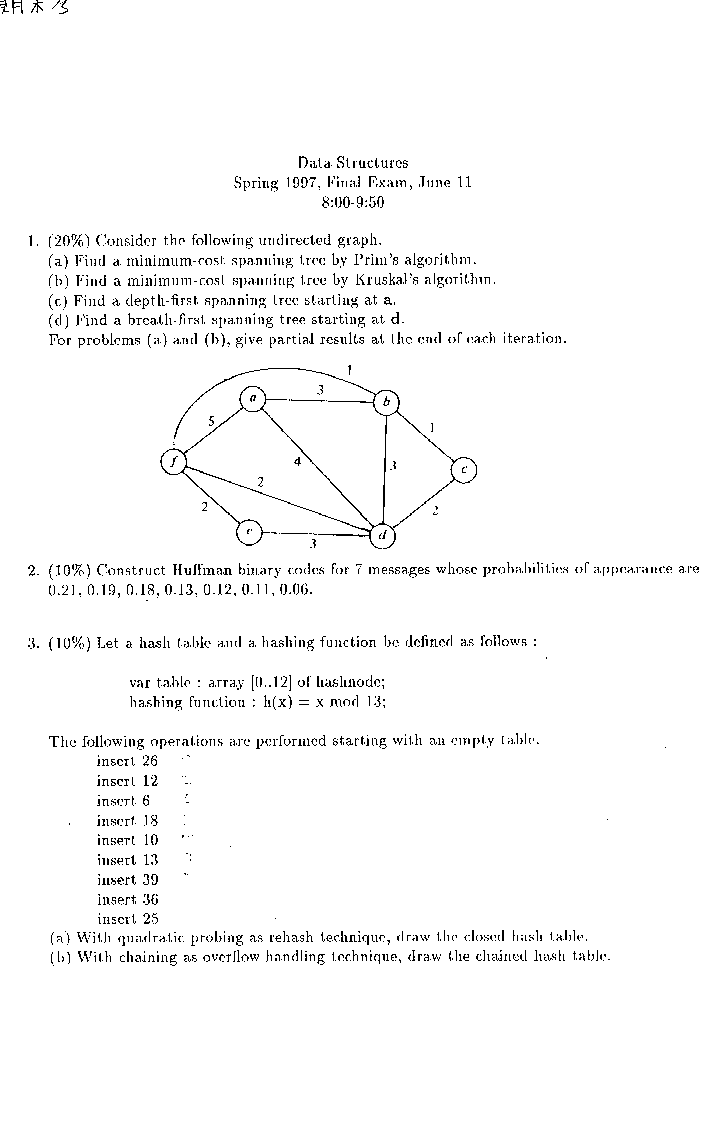 期末 13
Data Structures
Spring 1997, Final Exam, June 11
8:00-9:50
1. (20%) Consider the following undirected graph.
(a) Find a minimum-cost spanning tree by Prim's algorithm.
(b) Find a minimum-cost spanning tree by Kruskal's algorithm.
(c) Find a depth-first spanning tree starting at a.
(d) Find a breath-first spanning tree starting at d.
For problems (a) and (b), give partial results at the end of each iteration.
1
a 3 b
5 1
f 4 3 c
2
2 2
e 3 d
2. (10%) Construct Huffman binary codes for 7 messages whose probabilities of appearance are
0.21, 0.19, 0.18, 0.13, 0.12, 0.11, 0.06.
3. (10%) Let a hash table and a hashing function be defined as follows :
var table : array [0..12] of hashnode;
hashing function : h(x) = x mod 13;
The following operations are performed starting with an empty table.
insert 26
insert 12
insert 6
insert 18
insert 10
insert 13
insert 39
insert 36
insert 25
(a) With quadratic probing as rehash technique, draw the closed hash table.
(b) With chaining as overflow handling technique, draw the chained hash table.